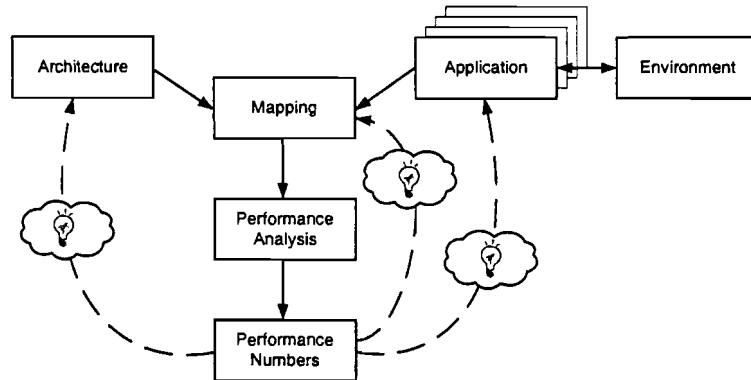 Architecture
Application
Environment
Mapping
Performance
Analysis
Performance
Numbers